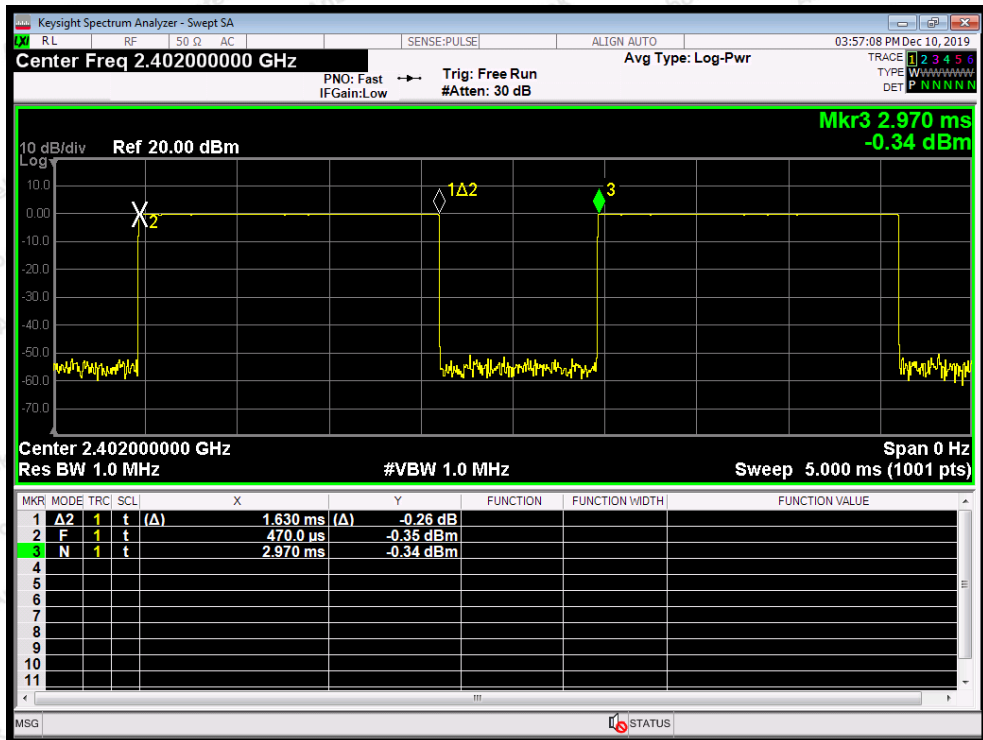 Keysight Spectrum Analyzer - Swept SA
LXI RL RF 50 Ω AC SENSE:PULSE ALIGN AUTO 03:57:08 PM Dec 10, 2019
Center Freq 2.402000000 GHz Avg Type: Log-Pwr TRACE 1 2 3 4 5 6
PNO: Fast Trig: Free Run TYPE W
IFGain:Low #Atten: 30 dB DET P N N N N N
Mkr3 2.970 ms
10 dB/div Ref 20.00 dBm -0.34 dBm
Log
10.0
1Δ2 3
0.00
2
-10.0
-20.0
-30.0
-40.0
-50.0
-60.0
-70.0
Center 2.402000000 GHz Span 0 Hz
Res BW 1.0 MHz #VBW 1.0 MHz Sweep 5.000 ms (1001 pts)
MKR MODE TRC SCL X Y FUNCTION FUNCTION WIDTH FUNCTION VALUE
1 Δ2 1 t (Δ) 1.630 ms (Δ) -0.26 dB
2 F 1 t 470.0 µs -0.35 dBm
3 N 1 t 2.970 ms -0.34 dBm
4
5
6
7
8
9
10
11
MSG STATUS